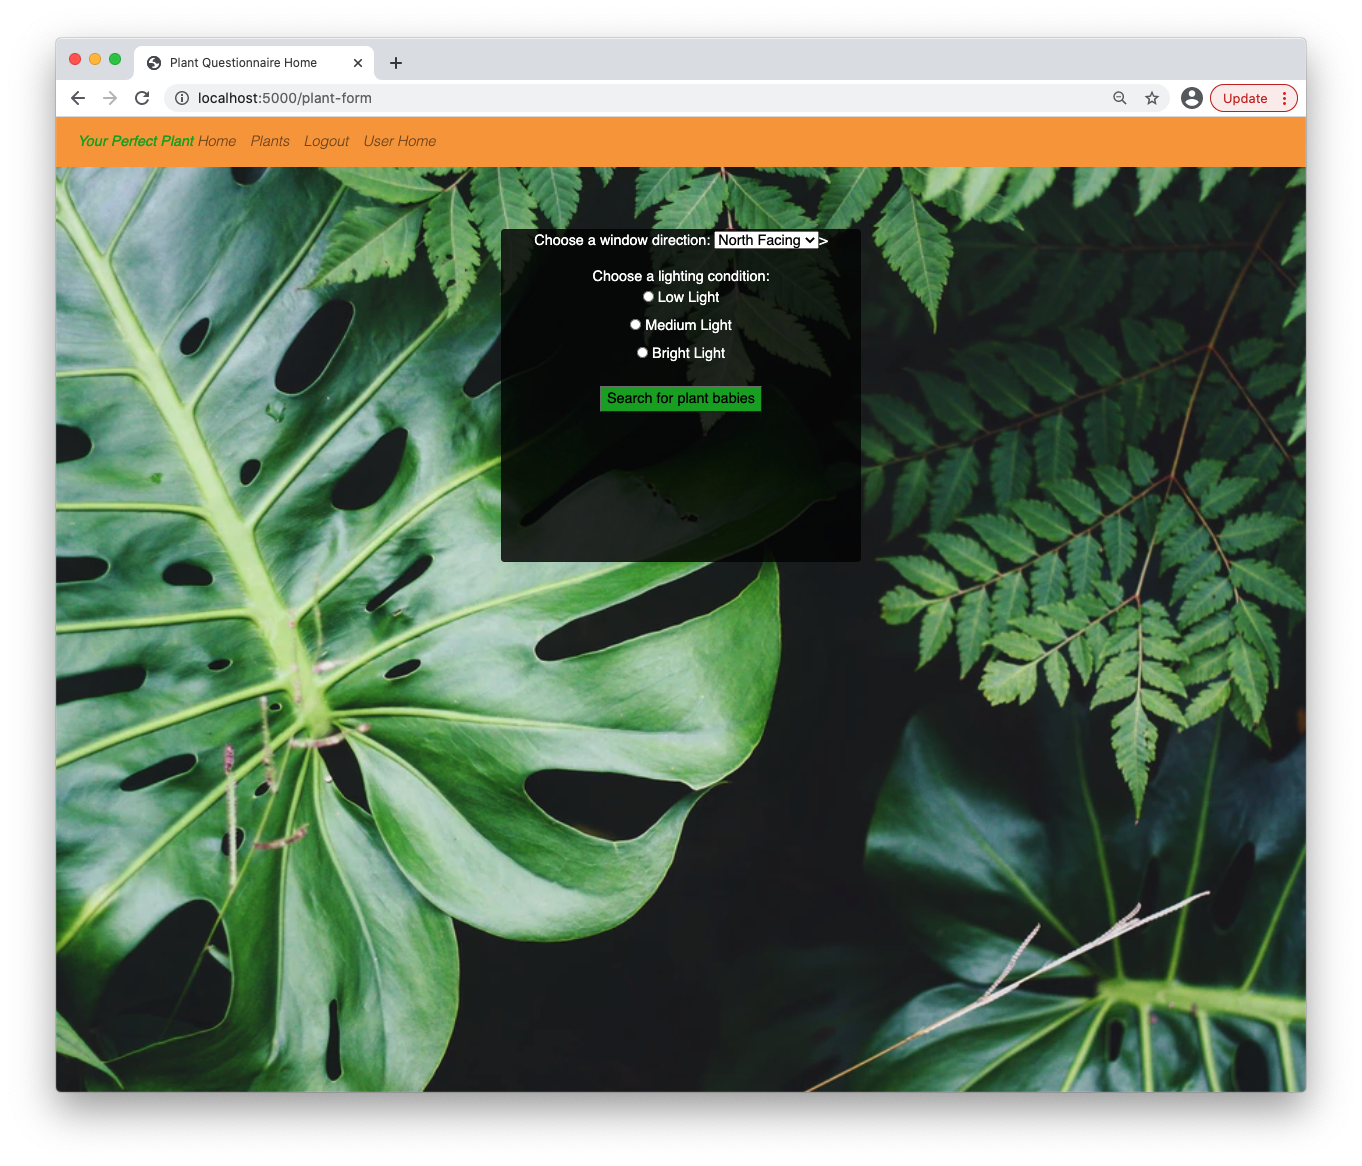 Plant Questionnaire Home
localhost:5000/plant-form
Update
Your Perfect Plant Home Plants Logout User Home
Choose a window direction: North Facing >
Choose a lighting condition:
Low Light
Medium Light
Bright Light
Search for plant babies